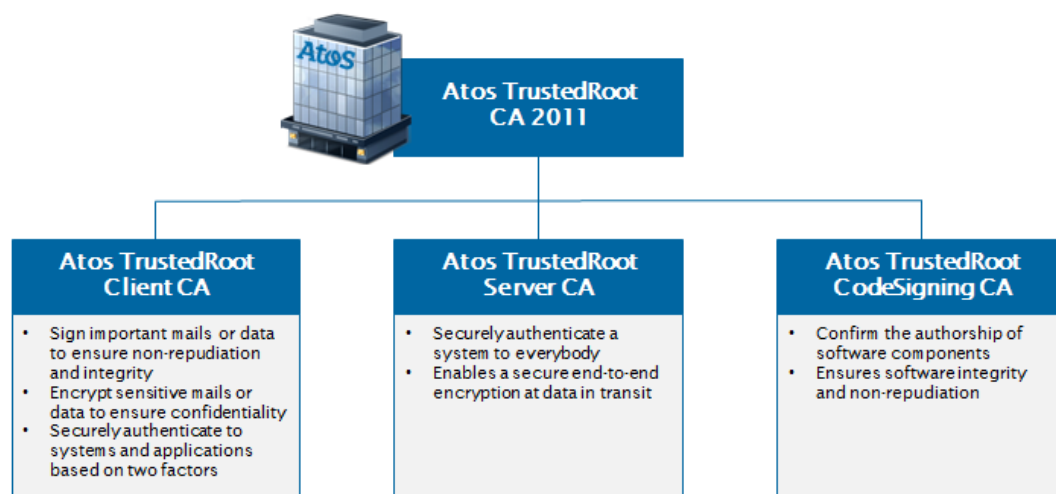 Atos
Atos TrustedRoot
CA 2011
Atos TrustedRoot
Client CA
• Sign important mails or data
to ensure non-repudiation
and integrity
• Encrypt sensitive mails or
data to ensure confidentiality
• Securely authenticate to
systems and applications
based on two factors
Atos TrustedRoot
Server CA
• Securely authenticate a
system to everybody
• Enables a secure end-to-end
encryption at data in transit
Atos TrustedRoot
CodeSigning CA
• Confirm the authorship of
software components
• Ensures software integrity
and non-repudiation